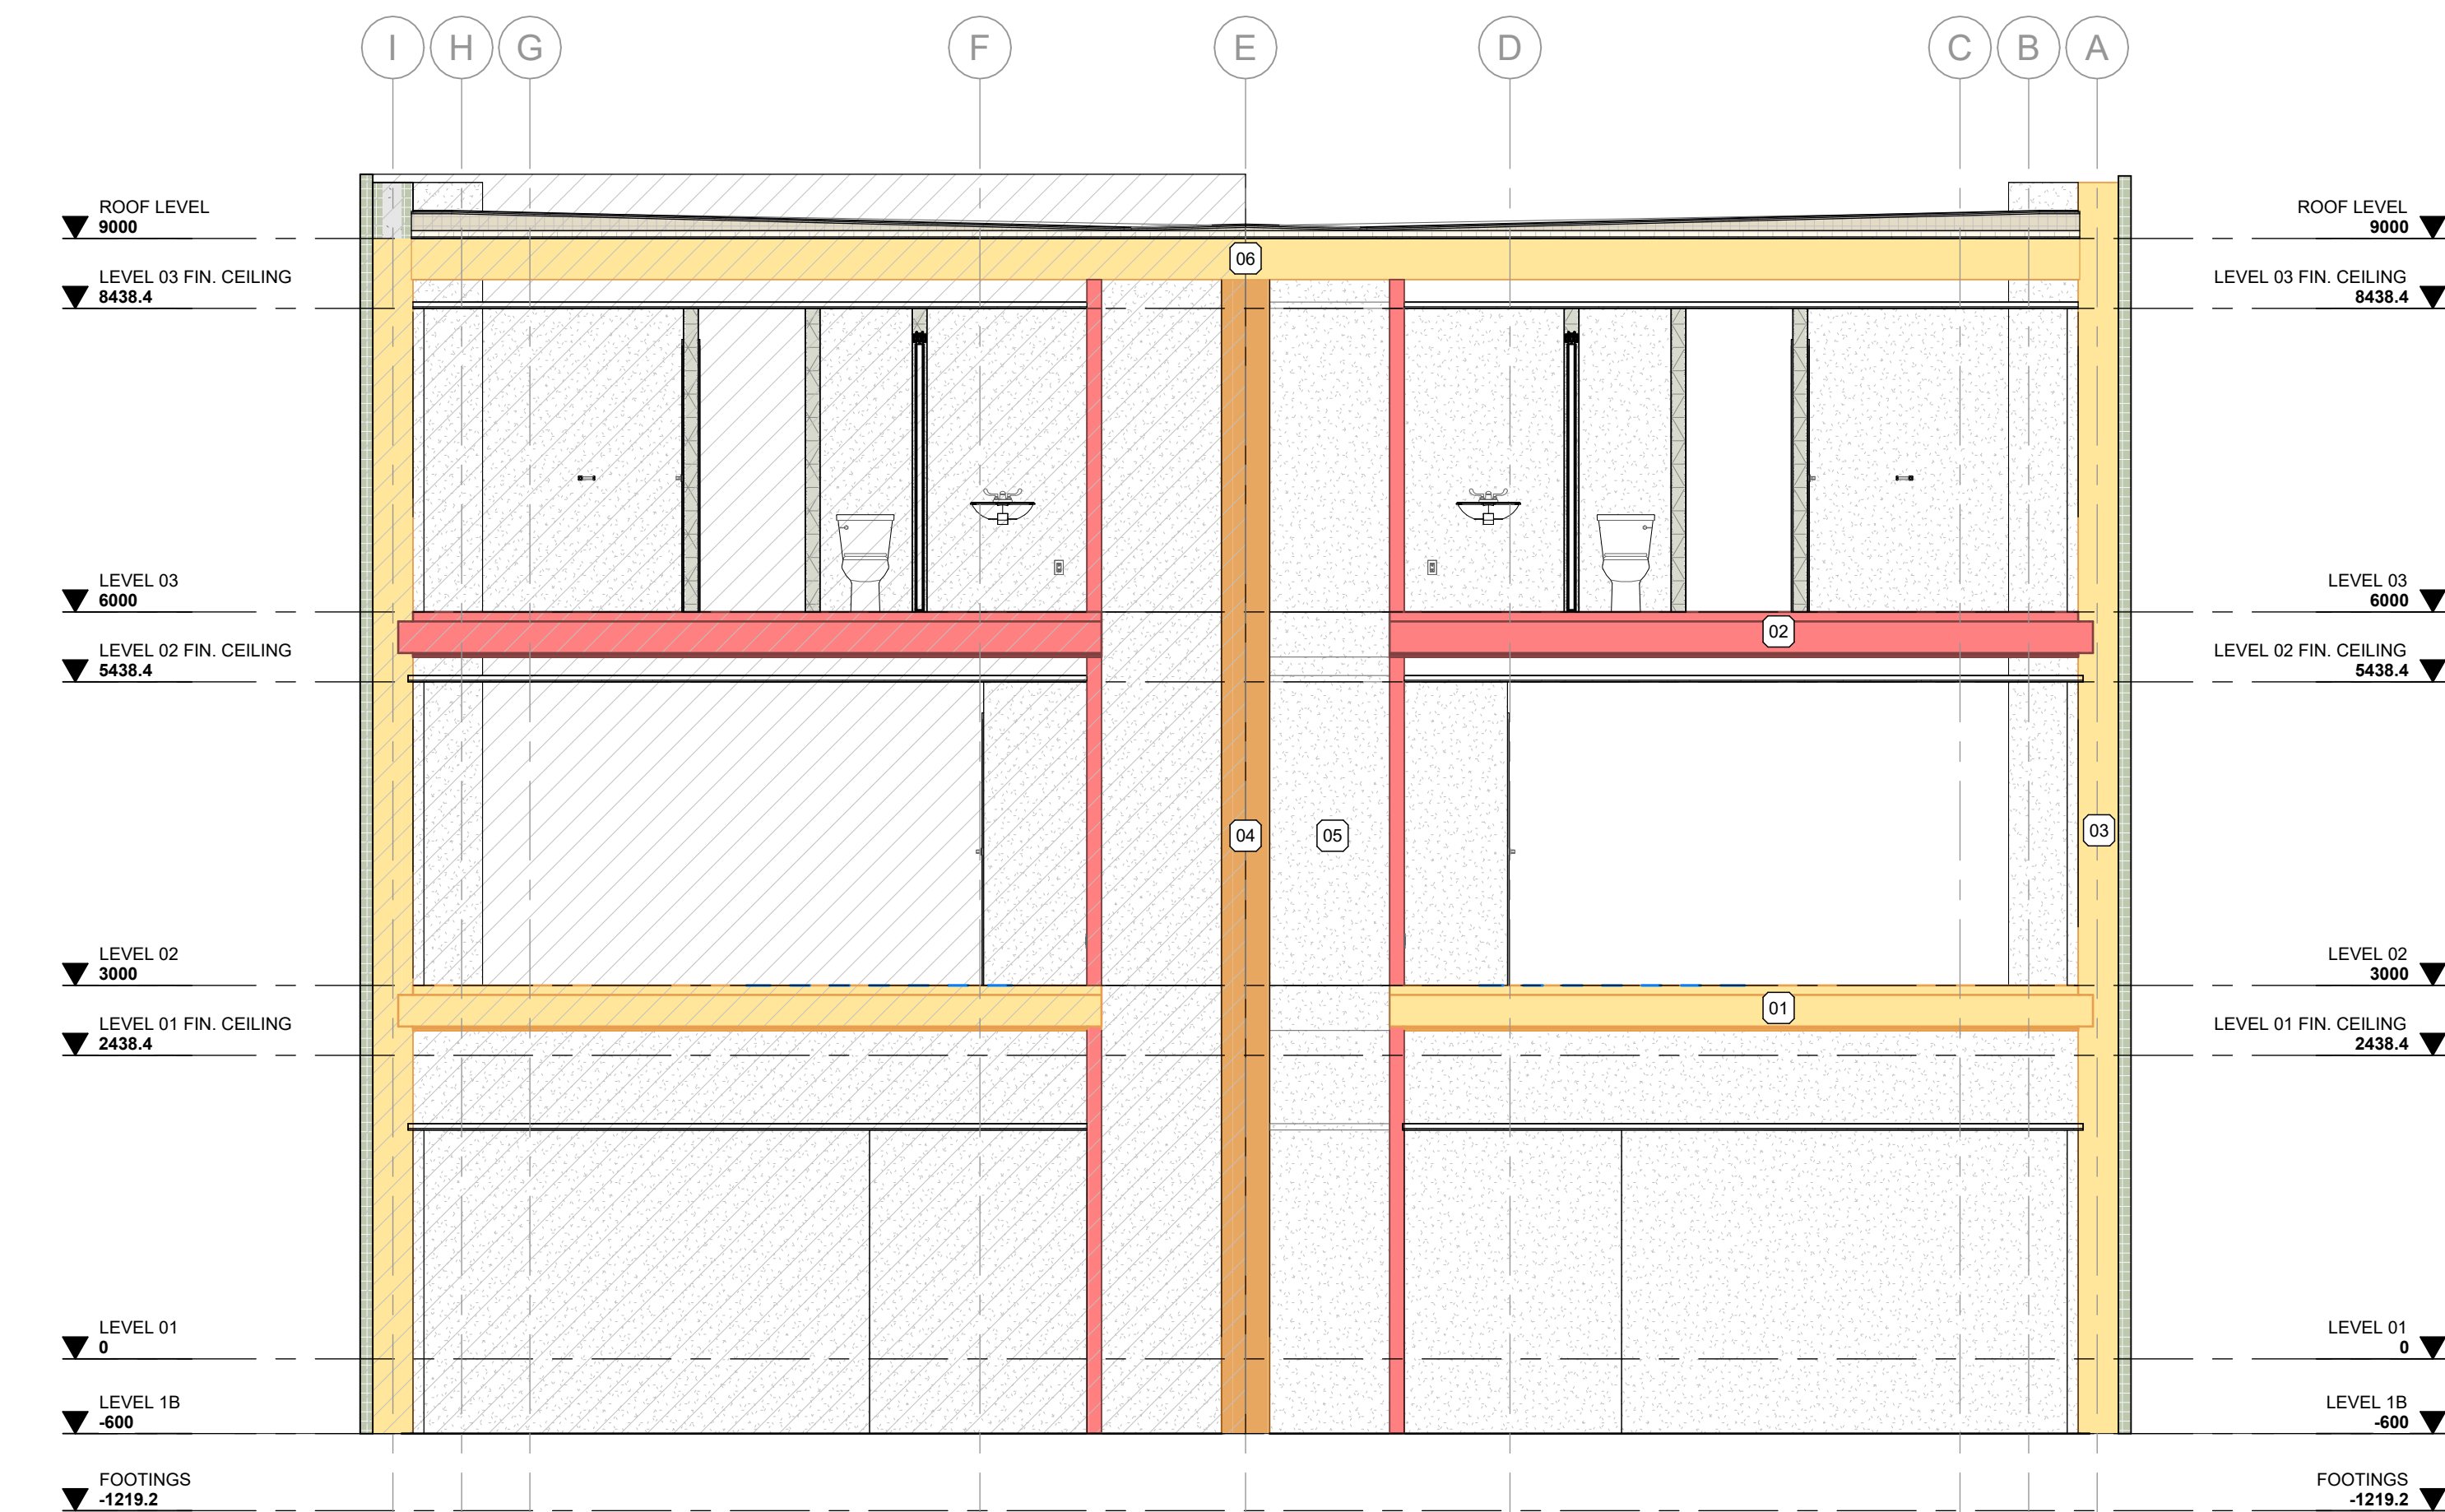 I H G F E D C B A
ROOF LEVEL
9000
ROOF LEVEL
9000
06
LEVEL 03 FIN. CEILING
8438.4
LEVEL 03 FIN. CEILING
8438.4
LEVEL 03
6000
LEVEL 03
6000
02
LEVEL 02 FIN. CEILING
5438.4
LEVEL 02 FIN. CEILING
5438.4
04
05
03
LEVEL 02
3000
LEVEL 02
3000
01
LEVEL 01 FIN. CEILING
2438.4
LEVEL 01 FIN. CEILING
2438.4
LEVEL 01
0
LEVEL 01
0
LEVEL 1B
-600
LEVEL 1B
-600
FOOTINGS
-1219.2
FOOTINGS
-1219.2